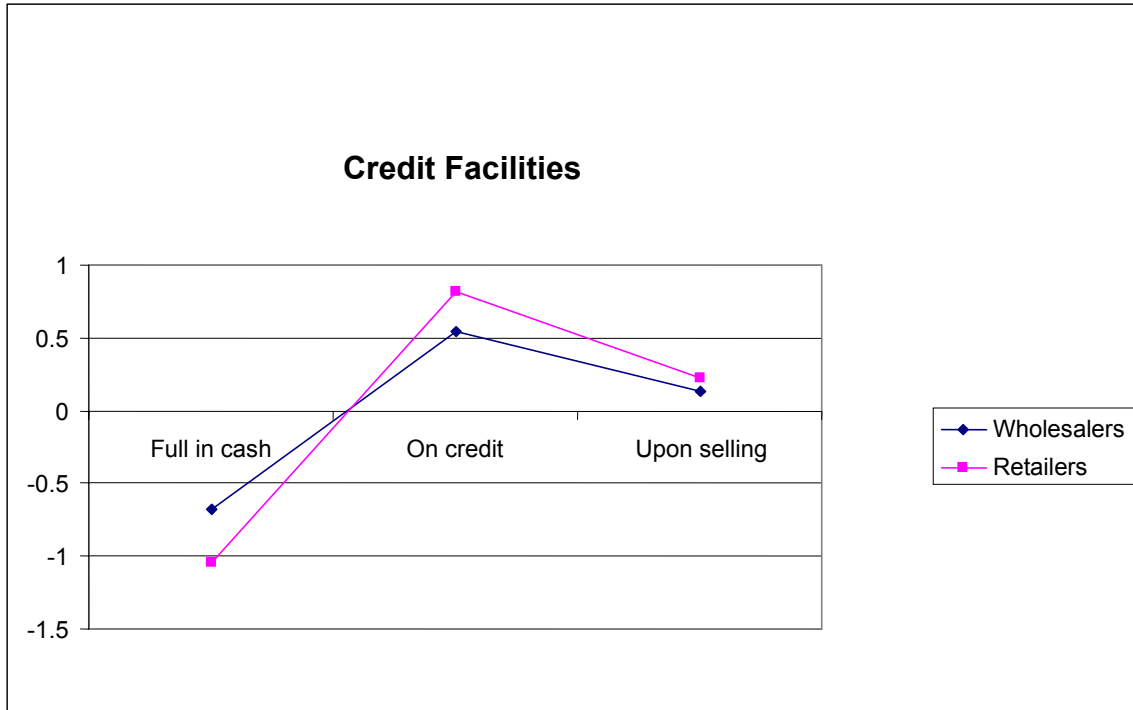 Credit Facilities
1
0.5
0
Full in cash On credit Upon selling
-0.5
-1
-1.5
Wholesalers
Retailers